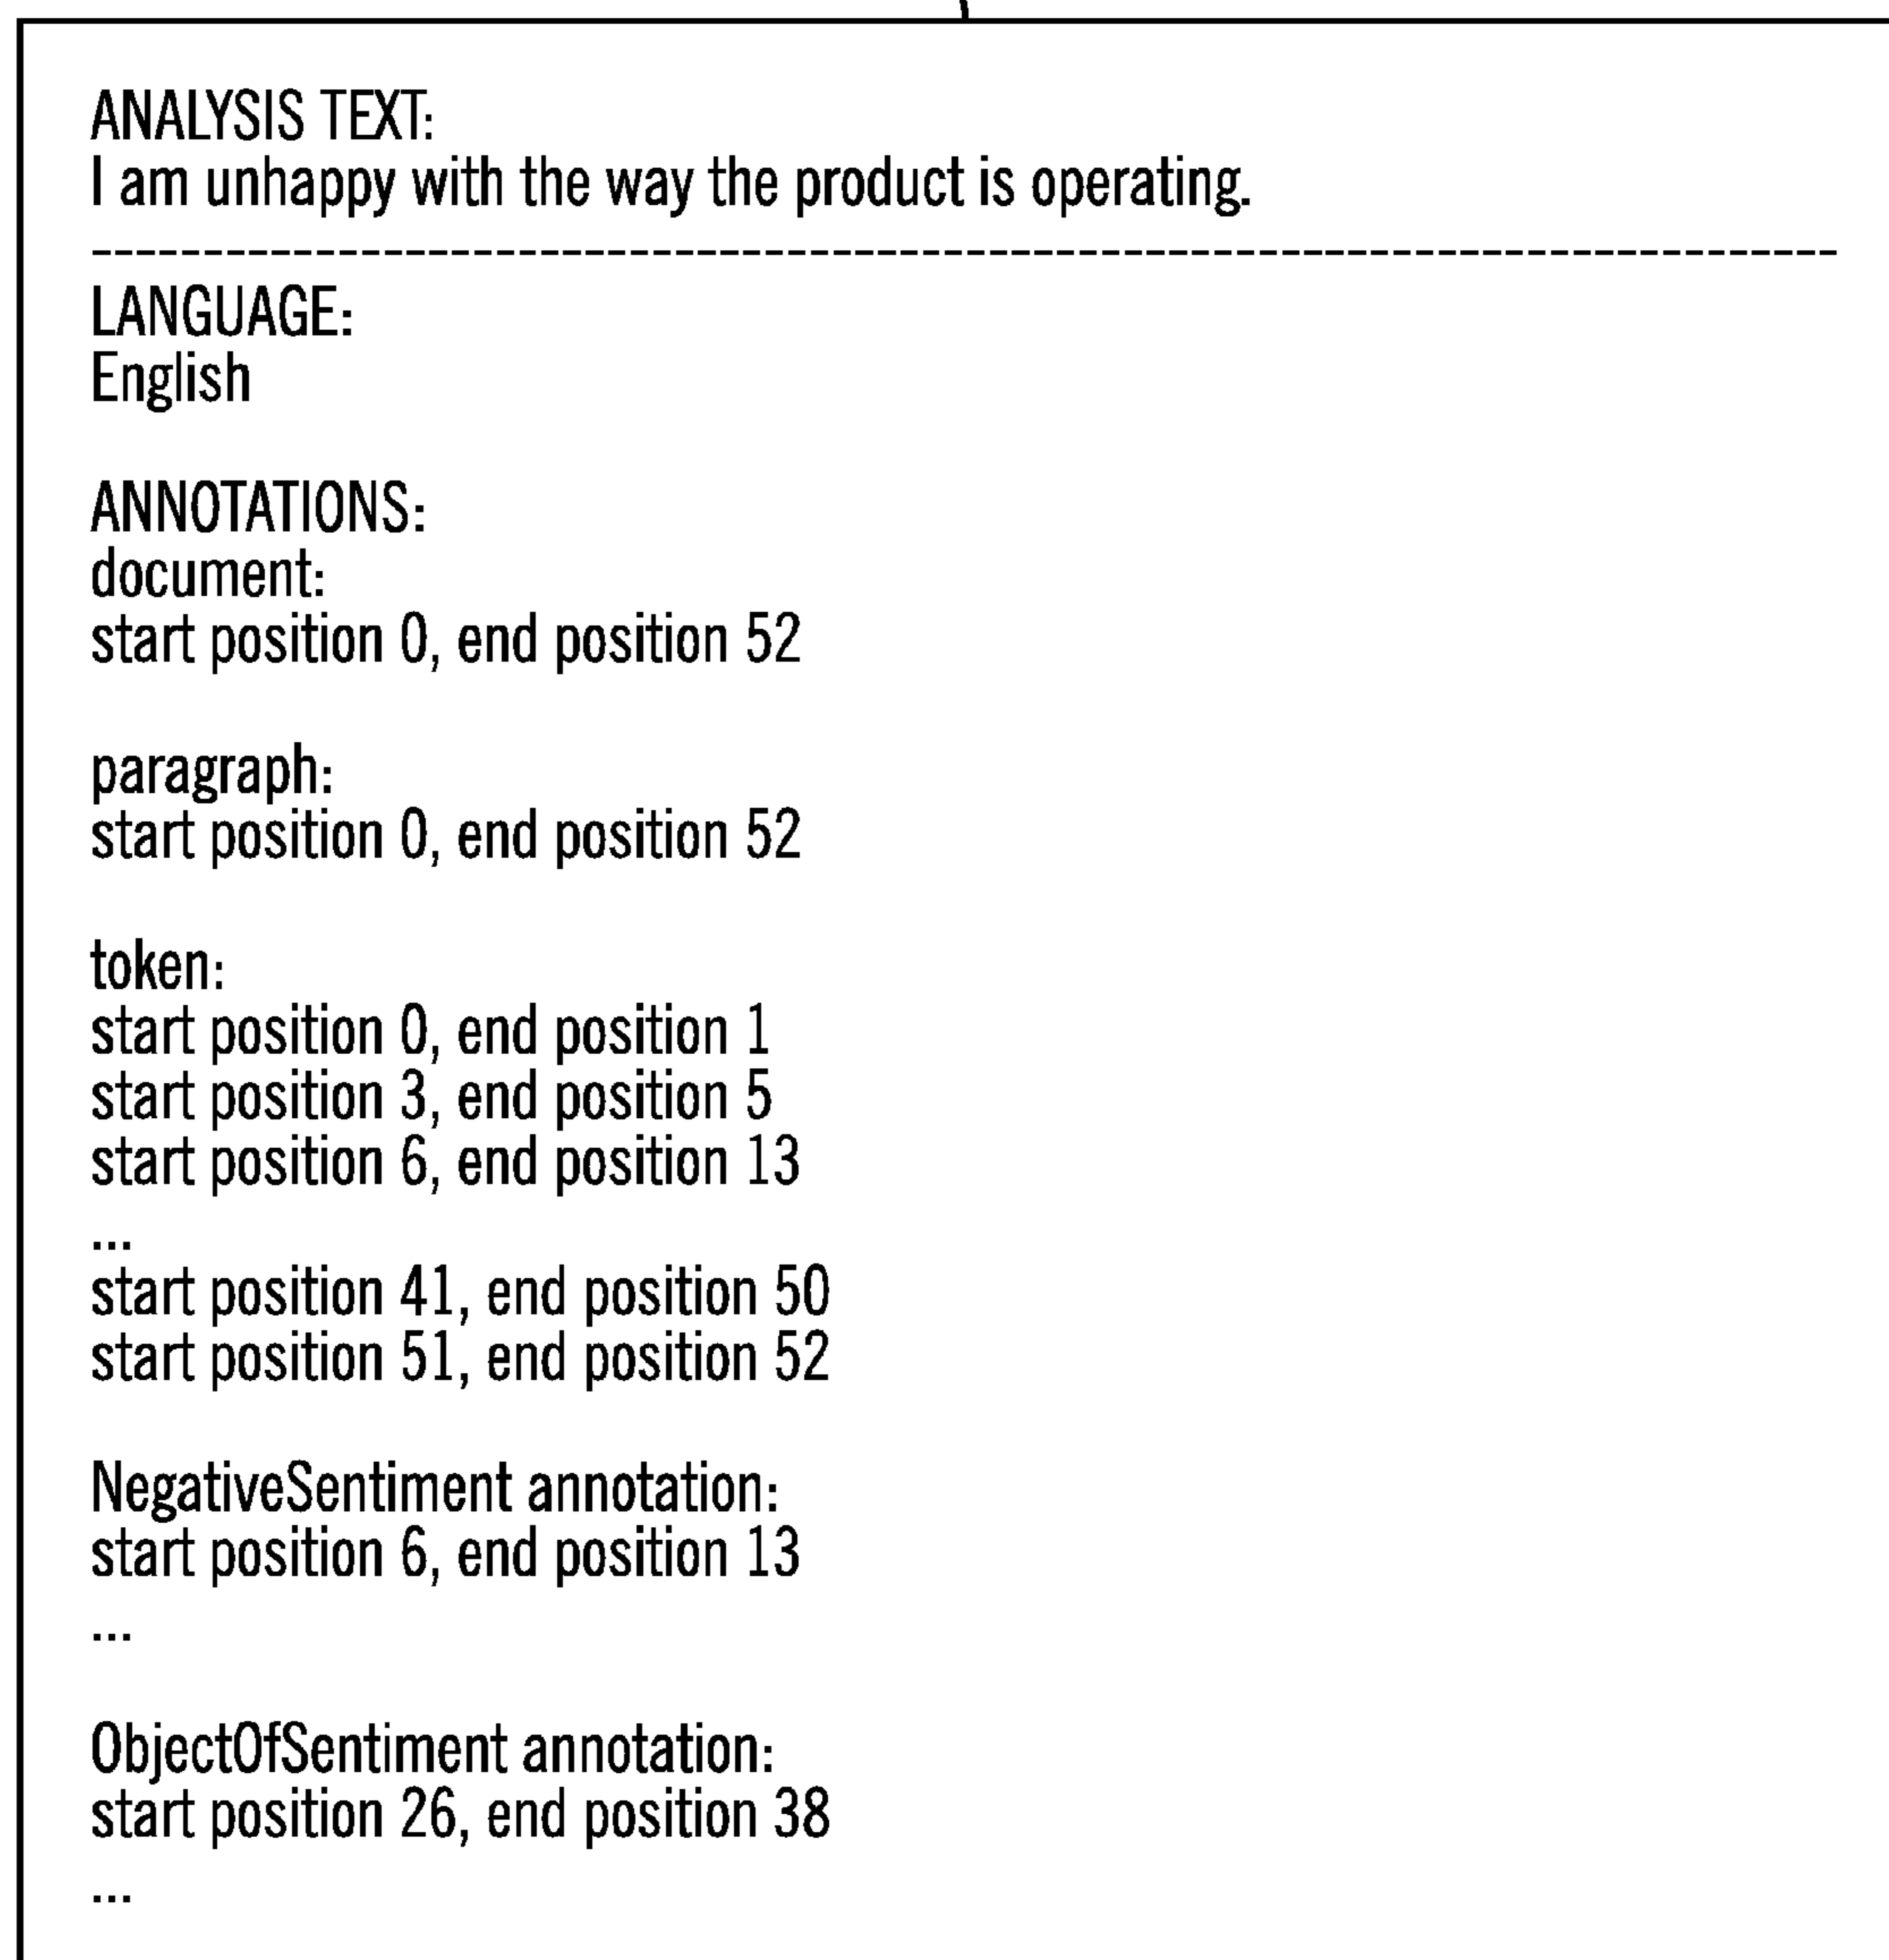 ANALYSIS TEXT:
I am unhappy with the way the product is operating.
--------------------------------------------------------------------------------
LANGUAGE:
English
ANNOTATIONS:
document:
start position 0, end position 52
paragraph:
start position 0, end position 52
token:
start position 0, end position 1
start position 3, end position 5
start position 6, end position 13
...
start position 41, end position 50
start position 51, end position 52
NegativeSentiment annotation:
start position 6, end position 13
...
ObjectOfSentiment annotation:
start position 26, end position 38
...